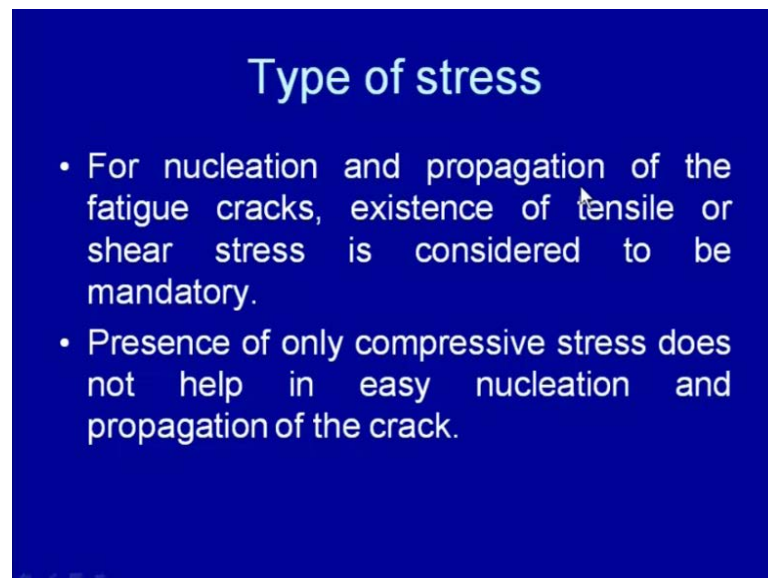 Type of stress
• For nucleation and propagation of the
fatigue cracks, existence of tensile or
shear stress is considered to be
mandatory.
• Presence of only compressive stress does
not help in easy nucleation and
propagation of the crack.